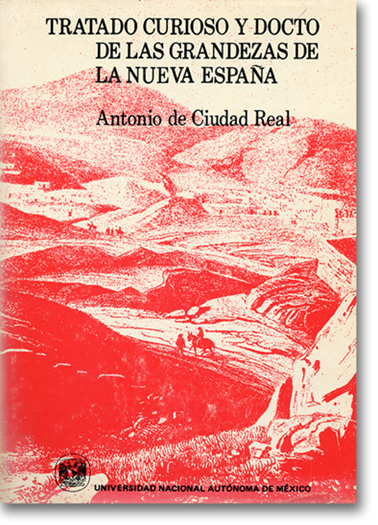 TRATADO CURIOSO Y DOCTO
DE LAS GRANDEZAS DE
LA NUEVA ESPAÑA
Antonio de Ciudad Real
UNIVERSIDAD NACIONAL AUTÓNOMA DE MÉXICO